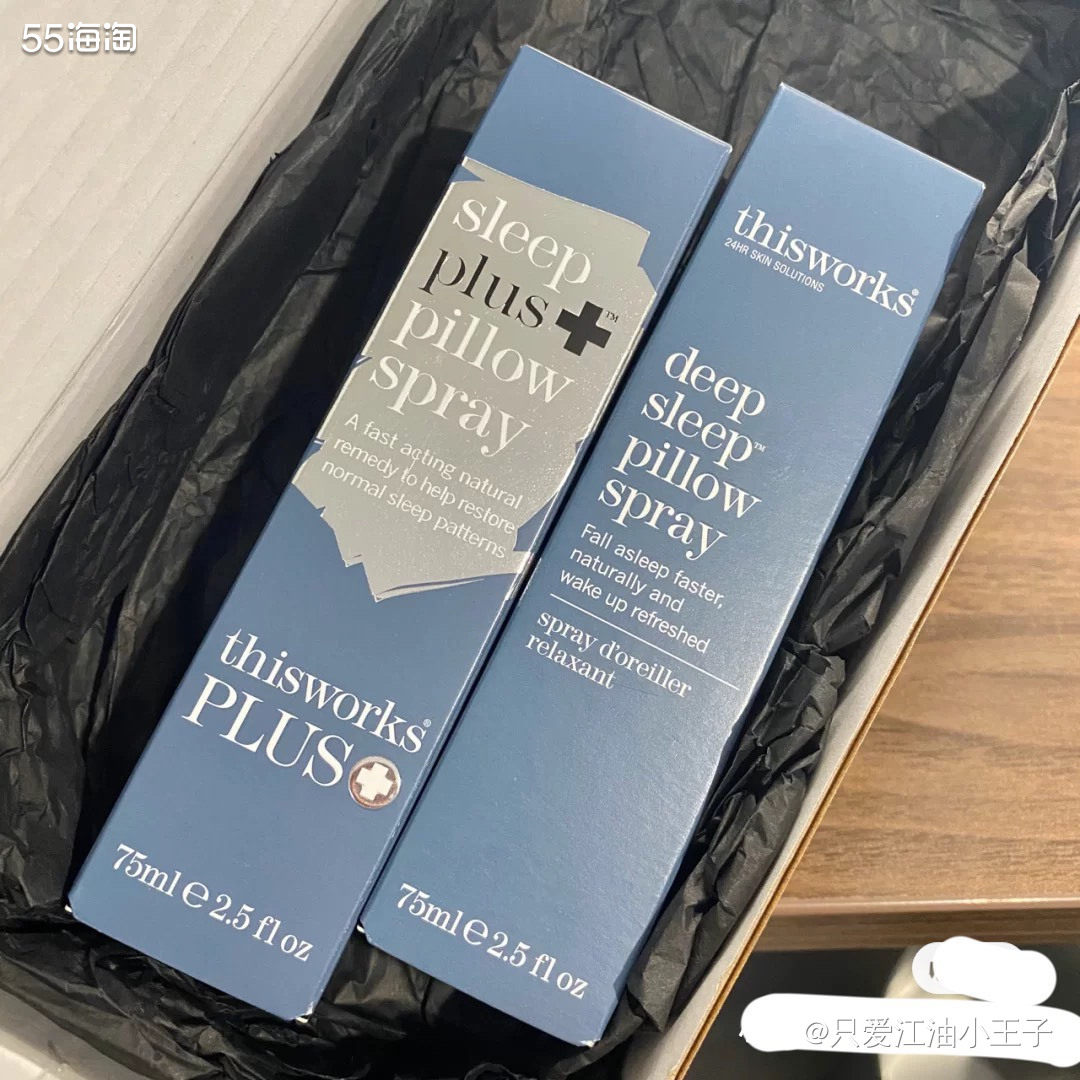 55海淘
sleep
plus+™
pillow
spray
A fast acting natural
remedy to help restore
normal sleep patterns
thisworks®
PLUS
75ml e 2.5 fl oz
thisworks®
24HR SKIN SOLUTIONS
deep
sleep™
pillow
spray
Fall asleep faster,
naturally and
wake up refreshed
spray d'oreiller
relaxant
75ml e 2.5 fl oz
@只爱江油小王子